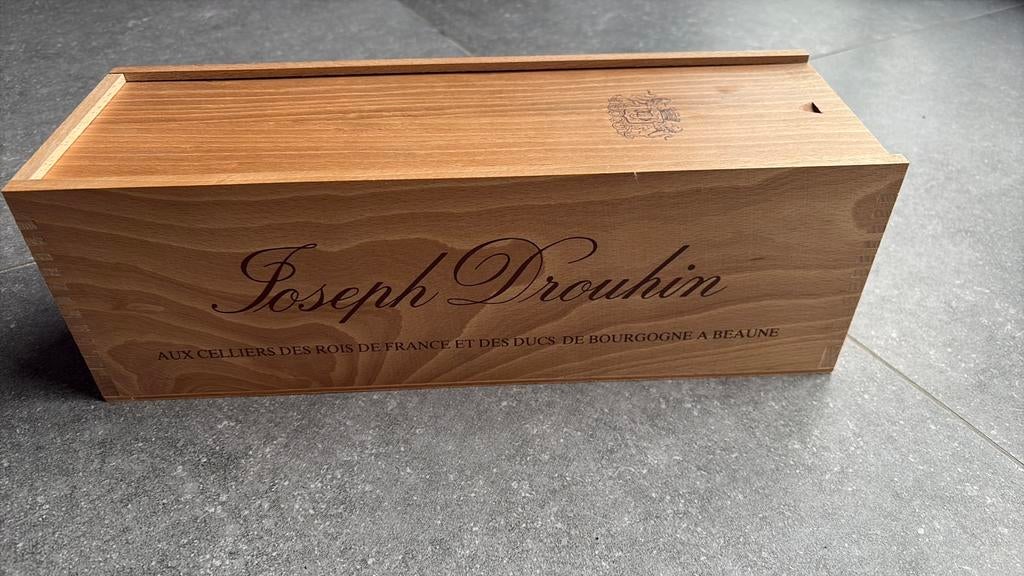 Joseph Drouhin
AUX CELLIERS DES ROIS DE FRANCE ET DES DUCS DE BOURGOGNE A BEAUNE